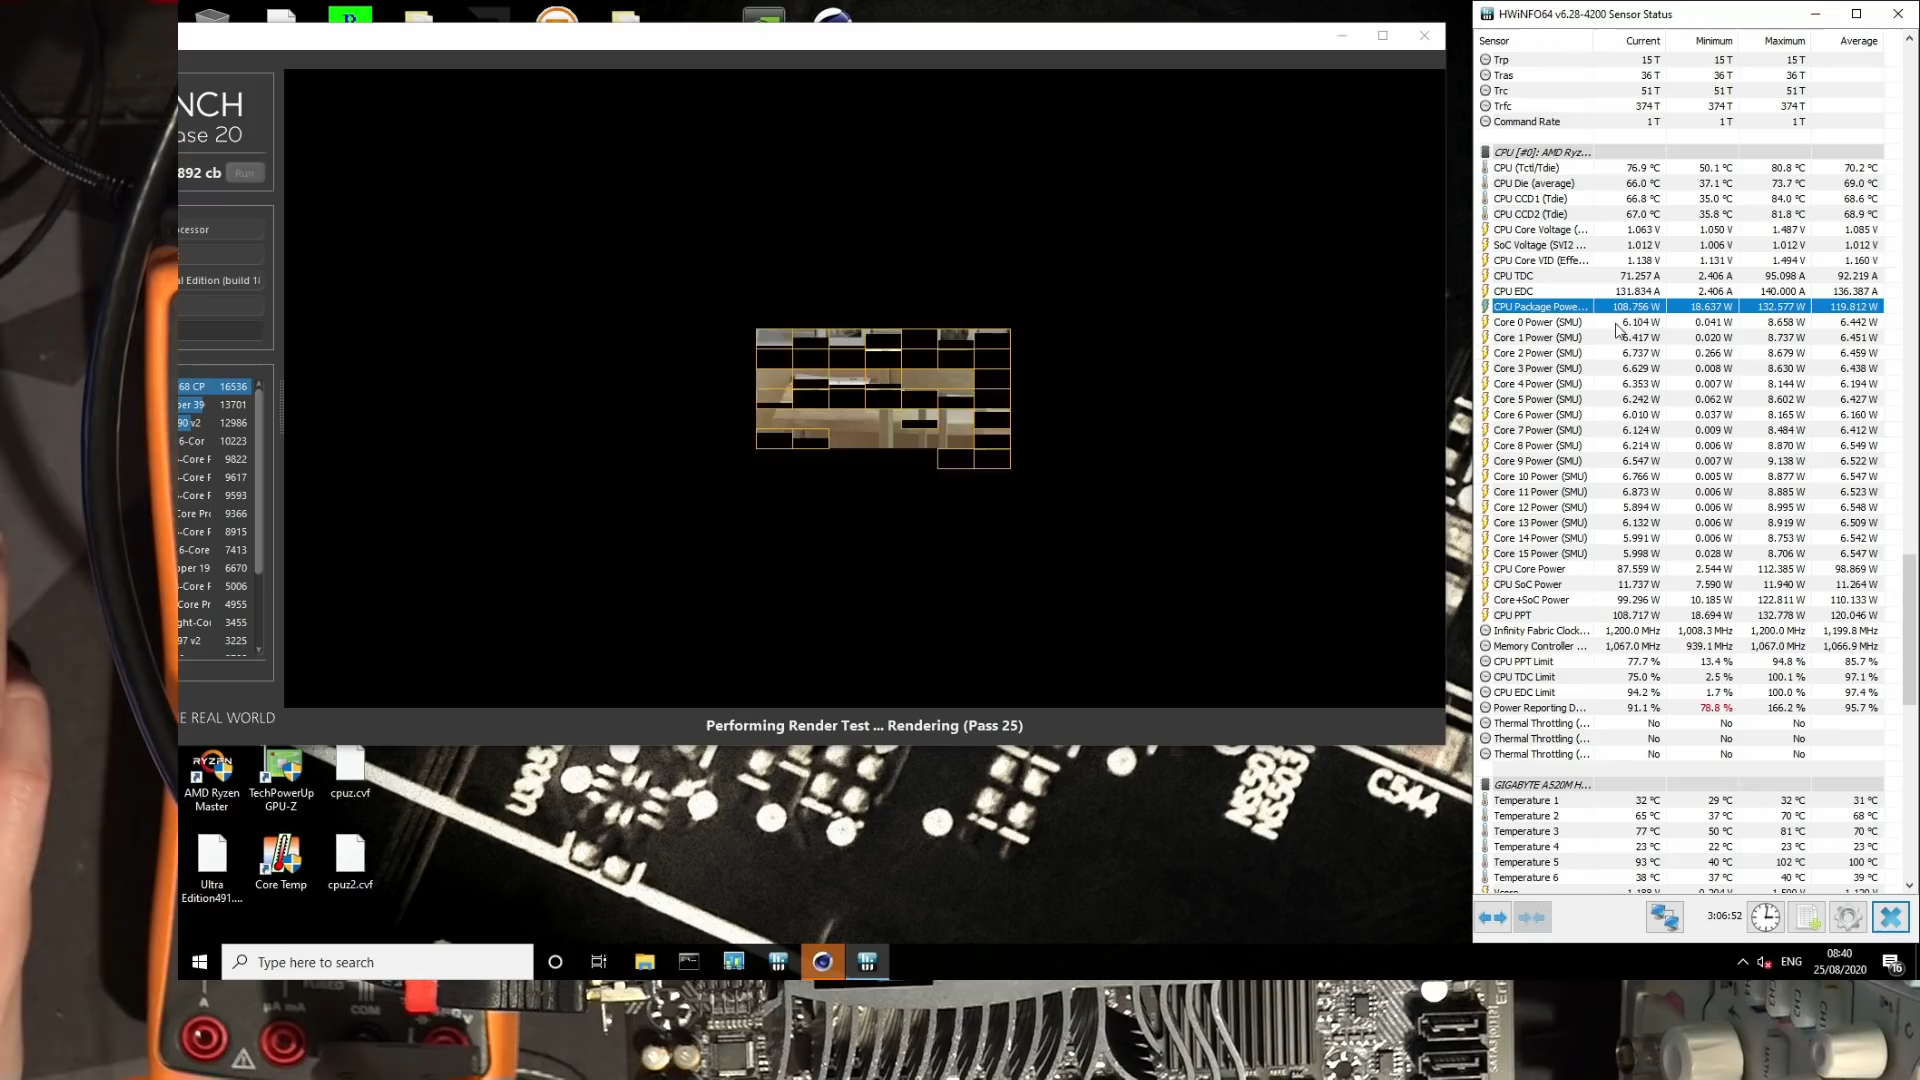 NCH
ase 20
892 cb Run
cessor
al Edition (build 1
68 CP 16536
per 39 13701
90 v2 12986
6-Cor 10223
-Core F 9822
-Core F 9617
-Core F 9593
Core Pro 9366
-Core F 8915
6-Core 7413
per 19 6670
-Core F 5006
Core Pr 4955
ght-Cor 3455
97 v2 3225
E REAL WORLD
Performing Render Test ... Rendering (Pass 25)
RYZEN
AMD Ryzen Master
TechPowerUp GPU-Z
cpuz.cvf
Ultra Edition491....
Core Temp
cpuz2.cvf
C544
Type here to search
HWiNFO64 v6.28-4200 Sensor Status
Sensor Current Minimum Maximum Average
Trp 15 T 15 T 15 T
Tras 36 T 36 T 36 T
Trc 51 T 51 T 51 T
Trfc 374 T 374 T 374 T
Command Rate 1 T 1 T 1 T
CPU [#0]: AMD Ryz...
CPU (Tctl/Tdie) 76.9 °C 50.1 °C 80.8 °C 70.2 °C
CPU Die (average) 66.0 °C 37.1 °C 73.7 °C 69.0 °C
CPU CCD1 (Tdie) 66.8 °C 35.0 °C 84.0 °C 68.6 °C
CPU CCD2 (Tdie) 67.0 °C 35.8 °C 81.8 °C 68.9 °C
CPU Core Voltage (... 1.063 V 1.050 V 1.487 V 1.085 V
SoC Voltage (SVI2 ... 1.012 V 1.006 V 1.012 V 1.012 V
CPU Core VID (Effe... 1.138 V 1.131 V 1.494 V 1.160 V
CPU TDC 71.257 A 2.406 A 95.098 A 92.219 A
CPU EDC 131.834 A 2.406 A 140.000 A 136.387 A
CPU Package Powe... 108.756 W 18.637 W 132.577 W 119.812 W
Core 0 Power (SMU) 6.104 W 0.041 W 8.658 W 6.442 W
Core 1 Power (SMU) 6.417 W 0.020 W 8.737 W 6.451 W
Core 2 Power (SMU) 6.737 W 0.266 W 8.679 W 6.459 W
Core 3 Power (SMU) 6.629 W 0.008 W 8.630 W 6.438 W
Core 4 Power (SMU) 6.353 W 0.007 W 8.144 W 6.194 W
Core 5 Power (SMU) 6.242 W 0.062 W 8.602 W 6.427 W
Core 6 Power (SMU) 6.010 W 0.037 W 8.165 W 6.160 W
Core 7 Power (SMU) 6.124 W 0.009 W 8.484 W 6.412 W
Core 8 Power (SMU) 6.214 W 0.006 W 8.870 W 6.549 W
Core 9 Power (SMU) 6.547 W 0.007 W 9.138 W 6.522 W
Core 10 Power (SMU) 6.766 W 0.005 W 8.877 W 6.547 W
Core 11 Power (SMU) 6.873 W 0.006 W 8.885 W 6.523 W
Core 12 Power (SMU) 5.894 W 0.006 W 8.995 W 6.548 W
Core 13 Power (SMU) 6.132 W 0.006 W 8.919 W 6.509 W
Core 14 Power (SMU) 5.991 W 0.006 W 8.753 W 6.542 W
Core 15 Power (SMU) 5.998 W 0.028 W 8.706 W 6.547 W
CPU Core Power 87.559 W 2.544 W 112.385 W 98.869 W
CPU SoC Power 11.737 W 7.590 W 11.940 W 11.264 W
Core+SoC Power 99.296 W 10.185 W 122.811 W 110.133 W
CPU PPT 108.717 W 18.694 W 132.778 W 120.046 W
Infinity Fabric Clock... 1,200.0 MHz 1,008.3 MHz 1,200.0 MHz 1,199.8 MHz
Memory Controller ... 1,067.0 MHz 939.1 MHz 1,067.0 MHz 1,066.9 MHz
CPU PPT Limit 77.7 % 13.4 % 94.8 % 85.7 %
CPU TDC Limit 75.0 % 2.5 % 100.1 % 97.1 %
CPU EDC Limit 94.2 % 1.7 % 100.0 % 97.4 %
Power Reporting D... 91.1 % 78.8 % 166.2 % 95.7 %
Thermal Throttling (... No No No
Thermal Throttling (... No No No
Thermal Throttling (... No No No
GIGABYTE A520M H...
Temperature 1 32 °C 29 °C 32 °C 31 °C
Temperature 2 65 °C 37 °C 70 °C 68 °C
Temperature 3 77 °C 50 °C 81 °C 70 °C
Temperature 4 23 °C 22 °C 23 °C 23 °C
Temperature 5 93 °C 40 °C 102 °C 100 °C
Temperature 6 38 °C 37 °C 40 °C 39 °C
3:06:52
ENG
08:40
25/08/2020
16
A
µA mA
COM